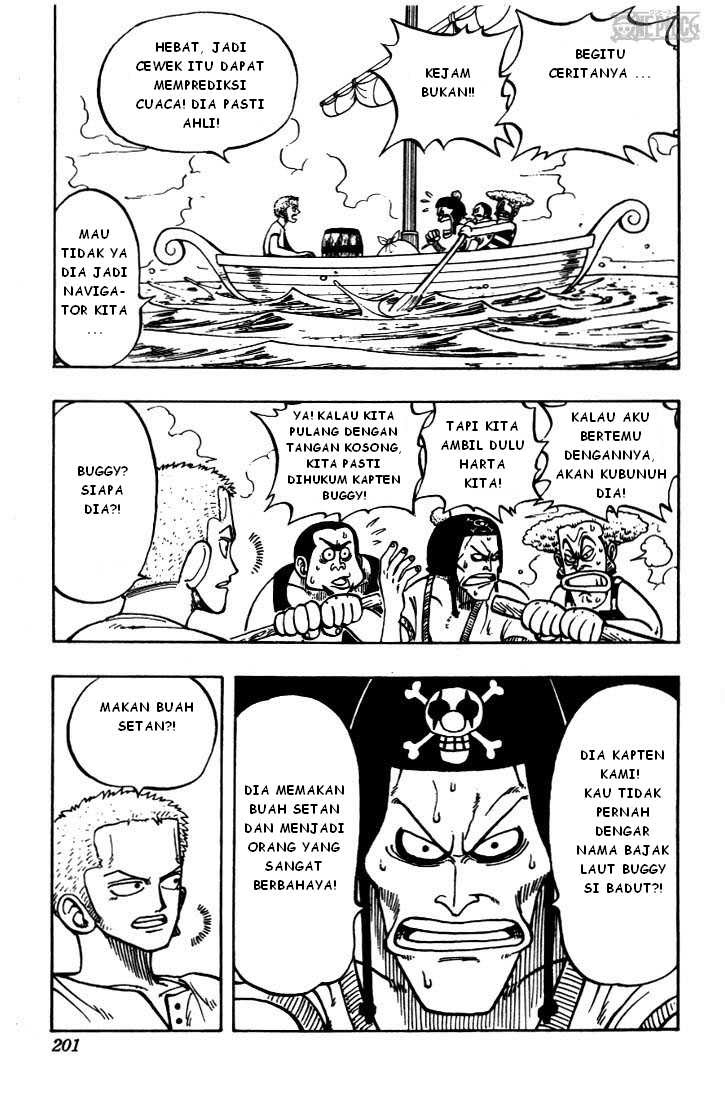 BEGITU
CERITANYA ...
KEJAM
BUKAN!!
HEBAT, JADI
CEWEK ITU DAPAT
MEMPREDIKSI
CUACA! DIA PASTI
AHLI!
MAU
TIDAK YA
DIA JADI
NAVIGA-
TOR KITA
...
KALAU AKU
BERTEMU
DENGANNYA,
AKAN KUBUNUH
DIA!
TAPI KITA
AMBIL DULU
HARTA
KITA!
YA! KALAU KITA
PULANG DENGAN
TANGAN KOSONG,
KITA PASTI
DIHUKUM KAPTEN
BUGGY!
BUGGY?
SIAPA
DIA?!
DIA KAPTEN
KAMI!
KAU TIDAK
PERNAH
DENGAR
NAMA BAJAK
LAUT BUGGY
SI BADUT?!
DIA MEMAKAN
BUAH SETAN
DAN MENJADI
ORANG YANG
SANGAT
BERBAHAYA!
MAKAN BUAH
SETAN?!
201